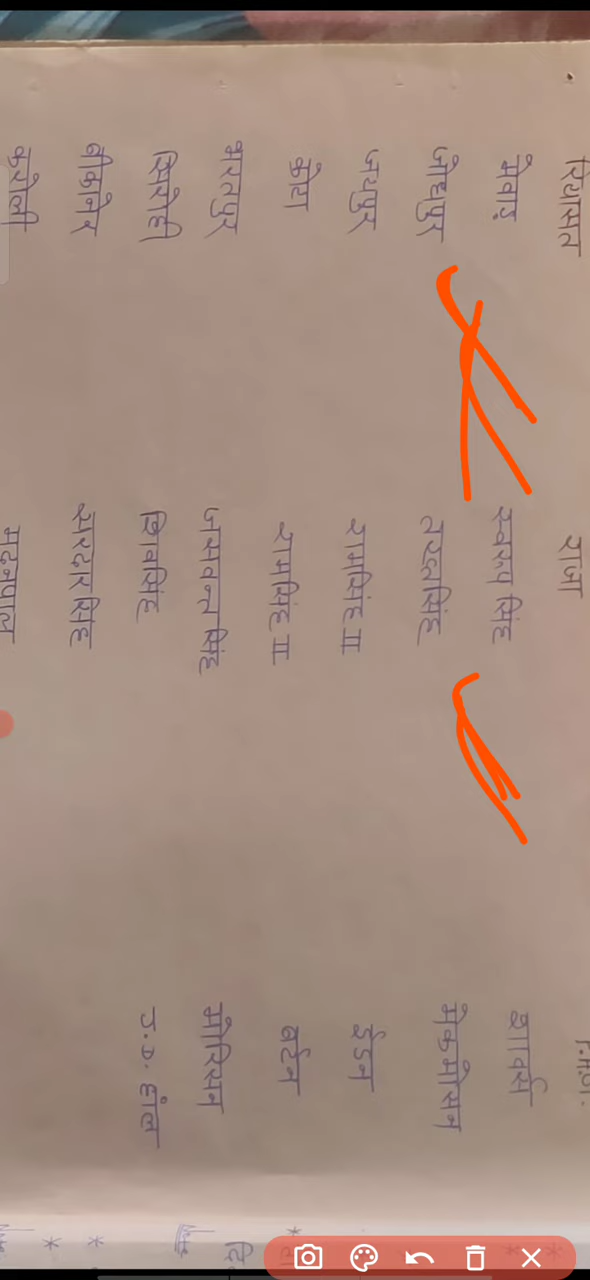 रियासत राजा P.A.
मेवाड़ स्वरूप सिंह शावर्स
जोधपुर तख्तसिंह मैकमोसन
जयपुर रामसिंह II ईडन
कोटा रामसिंह II बर्टन
भरतपुर जसवन्त सिंह मोरिसन
सिरोही शिवसिंह J.D. हॉल
बीकानेर सरदार सिंह
करौली मदनपाल